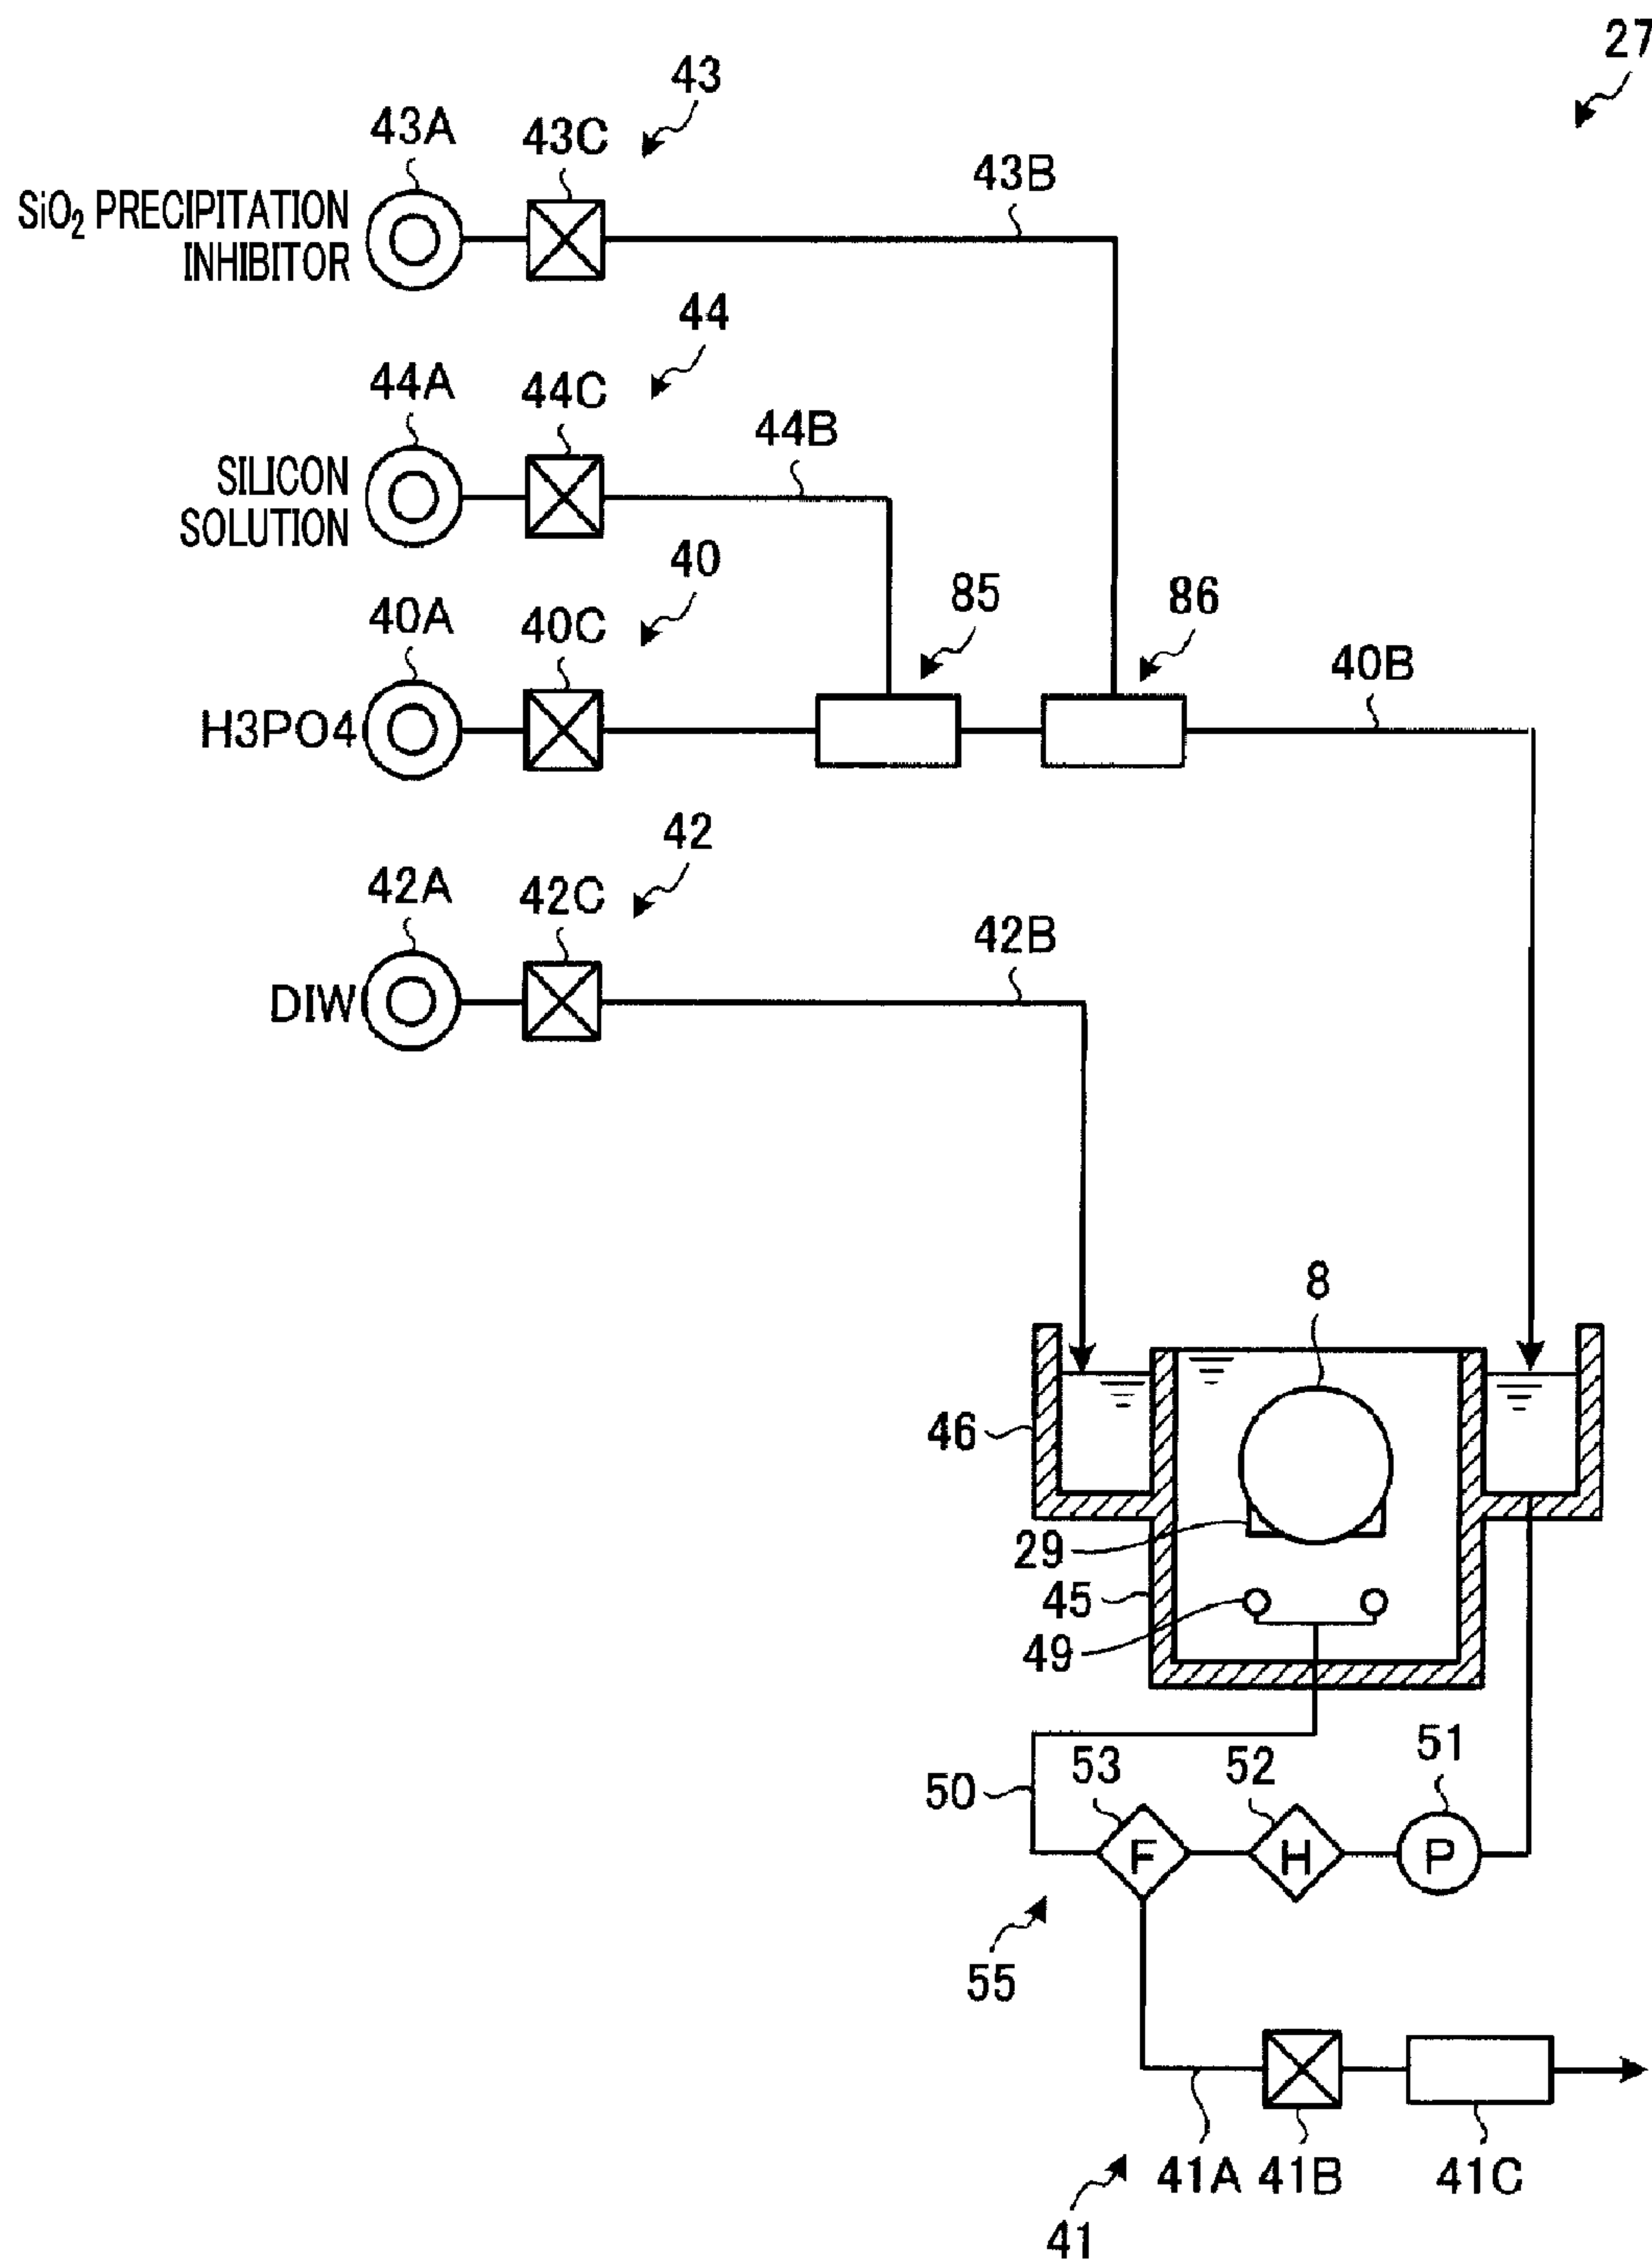 27
43
43A
43C
43B
SiO2 PRECIPITATION
INHIBITOR
44
44A
44C
44B
SILICON
SOLUTION
40
85
86
40A
40C
40B
H3PO4
42
42A
42C
42B
DIW
8
46
29
45
49
53
52
51
50
F
H
P
55
41A
41B
41C
41